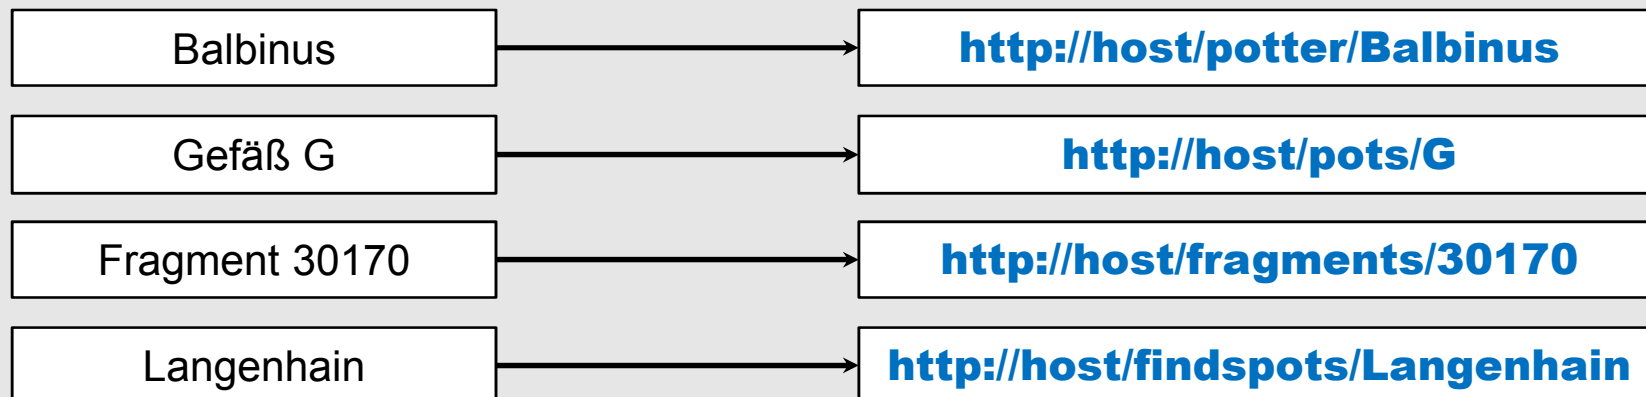 Balbinus http://host/potter/Balbinus
Gefäß G http://host/pots/G
Fragment 30170 http://host/fragments/30170
Langenhain http://host/findspots/Langenhain